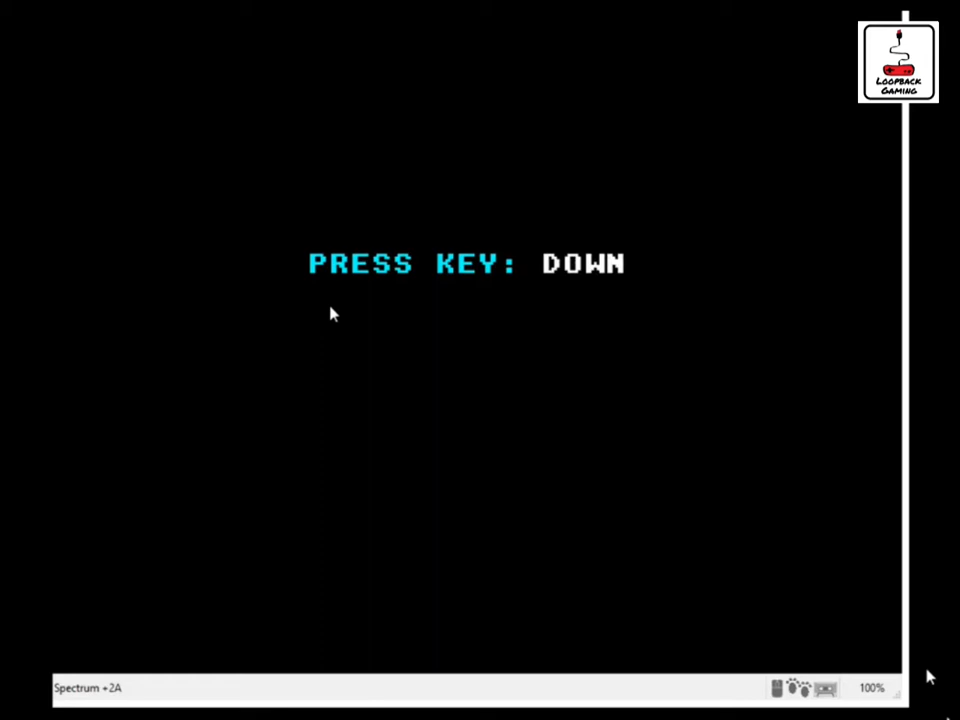 LOOPBACK
GAMING
PRESS KEY: DOWN
Spectrum +2A
100%